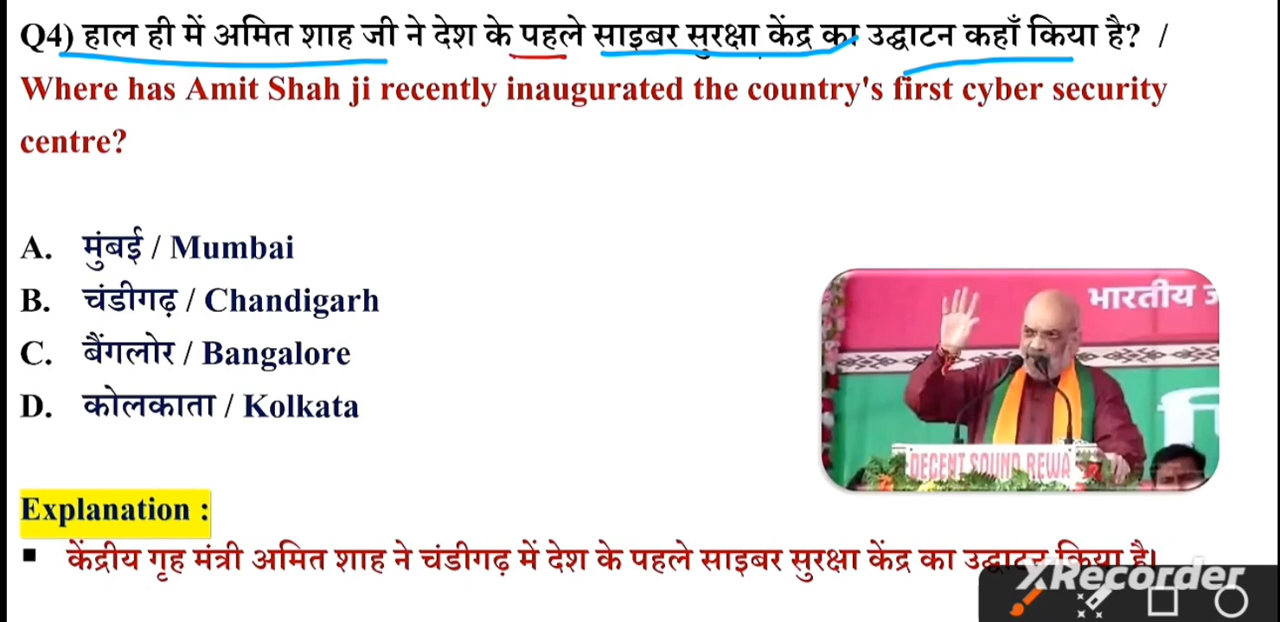 Q4) हाल ही में अमित शाह जी ने देश के पहले साइबर सुरक्षा केंद्र का उद्घाटन कहाँ किया है? /
Where has Amit Shah ji recently inaugurated the country's first cyber security
centre?
A. मुंबई / Mumbai
B. चंडीगढ़ / Chandigarh
C. बैंगलोर / Bangalore
D. कोलकाता / Kolkata
भारतीय
DECENT SOUND REWA
Explanation :
▪ केंद्रीय गृह मंत्री अमित शाह ने चंडीगढ़ में देश के पहले साइबर सुरक्षा केंद्र का उद्घाटन किया है।
XRecorder